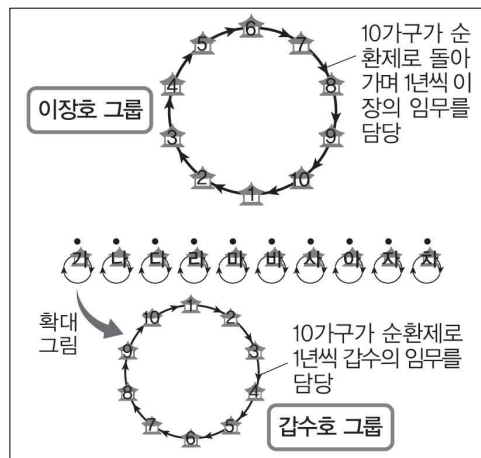 10가구가 순
환제로 돌아
가며 1년씩 이
장의 임무를
담당
이장호 그룹
6
5
7
4
8
3
9
2
10
1
가 나 다 라 마 바 사 아 자 차
확대
그림
1
10
2
9
3
8
4
7
5
6
10가구가 순환제로
1년씩 갑수의 임무를
담당
갑수호 그룹